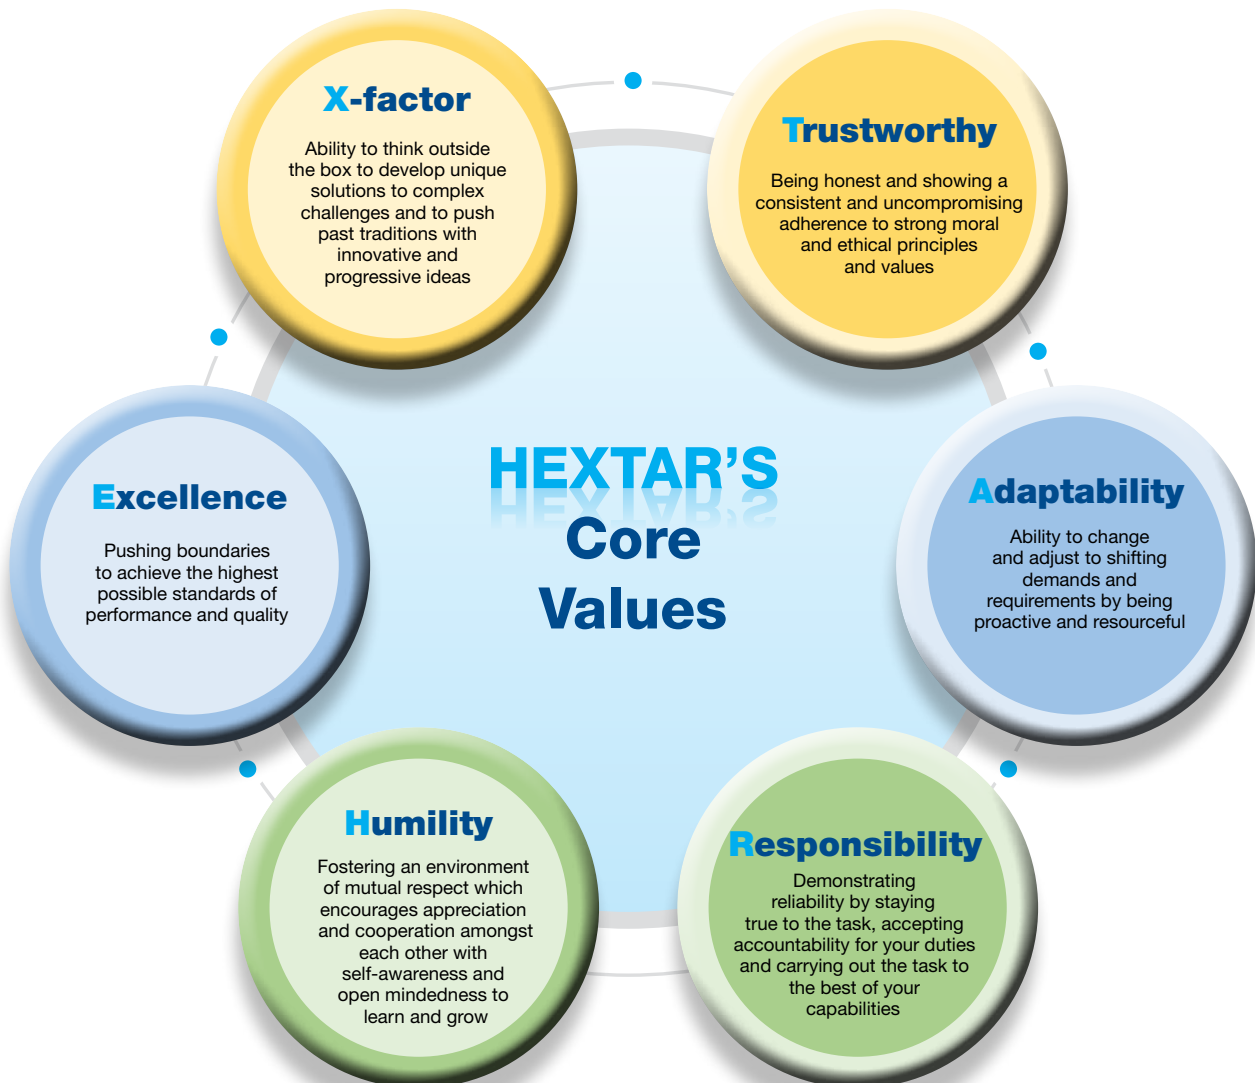 X-factor
Ability to think outside
the box to develop unique
solutions to complex
challenges and to push
past traditions with
innovative and
progressive ideas
Trustworthy
Being honest and showing a
consistent and uncompromising
adherence to strong moral
and ethical principles
and values
HEXTAR'S
Core
Values
Excellence
Pushing boundaries
to achieve the highest
possible standards of
performance and quality
Adaptability
Ability to change
and adjust to shifting
demands and
requirements by being
proactive and resourceful
Humility
Fostering an environment
of mutual respect which
encourages appreciation
and cooperation amongst
each other with
self-awareness and
open mindedness to
learn and grow
Responsibility
Demonstrating
reliability by staying
true to the task, accepting
accountability for your duties
and carrying out the task to
the best of your
capabilities